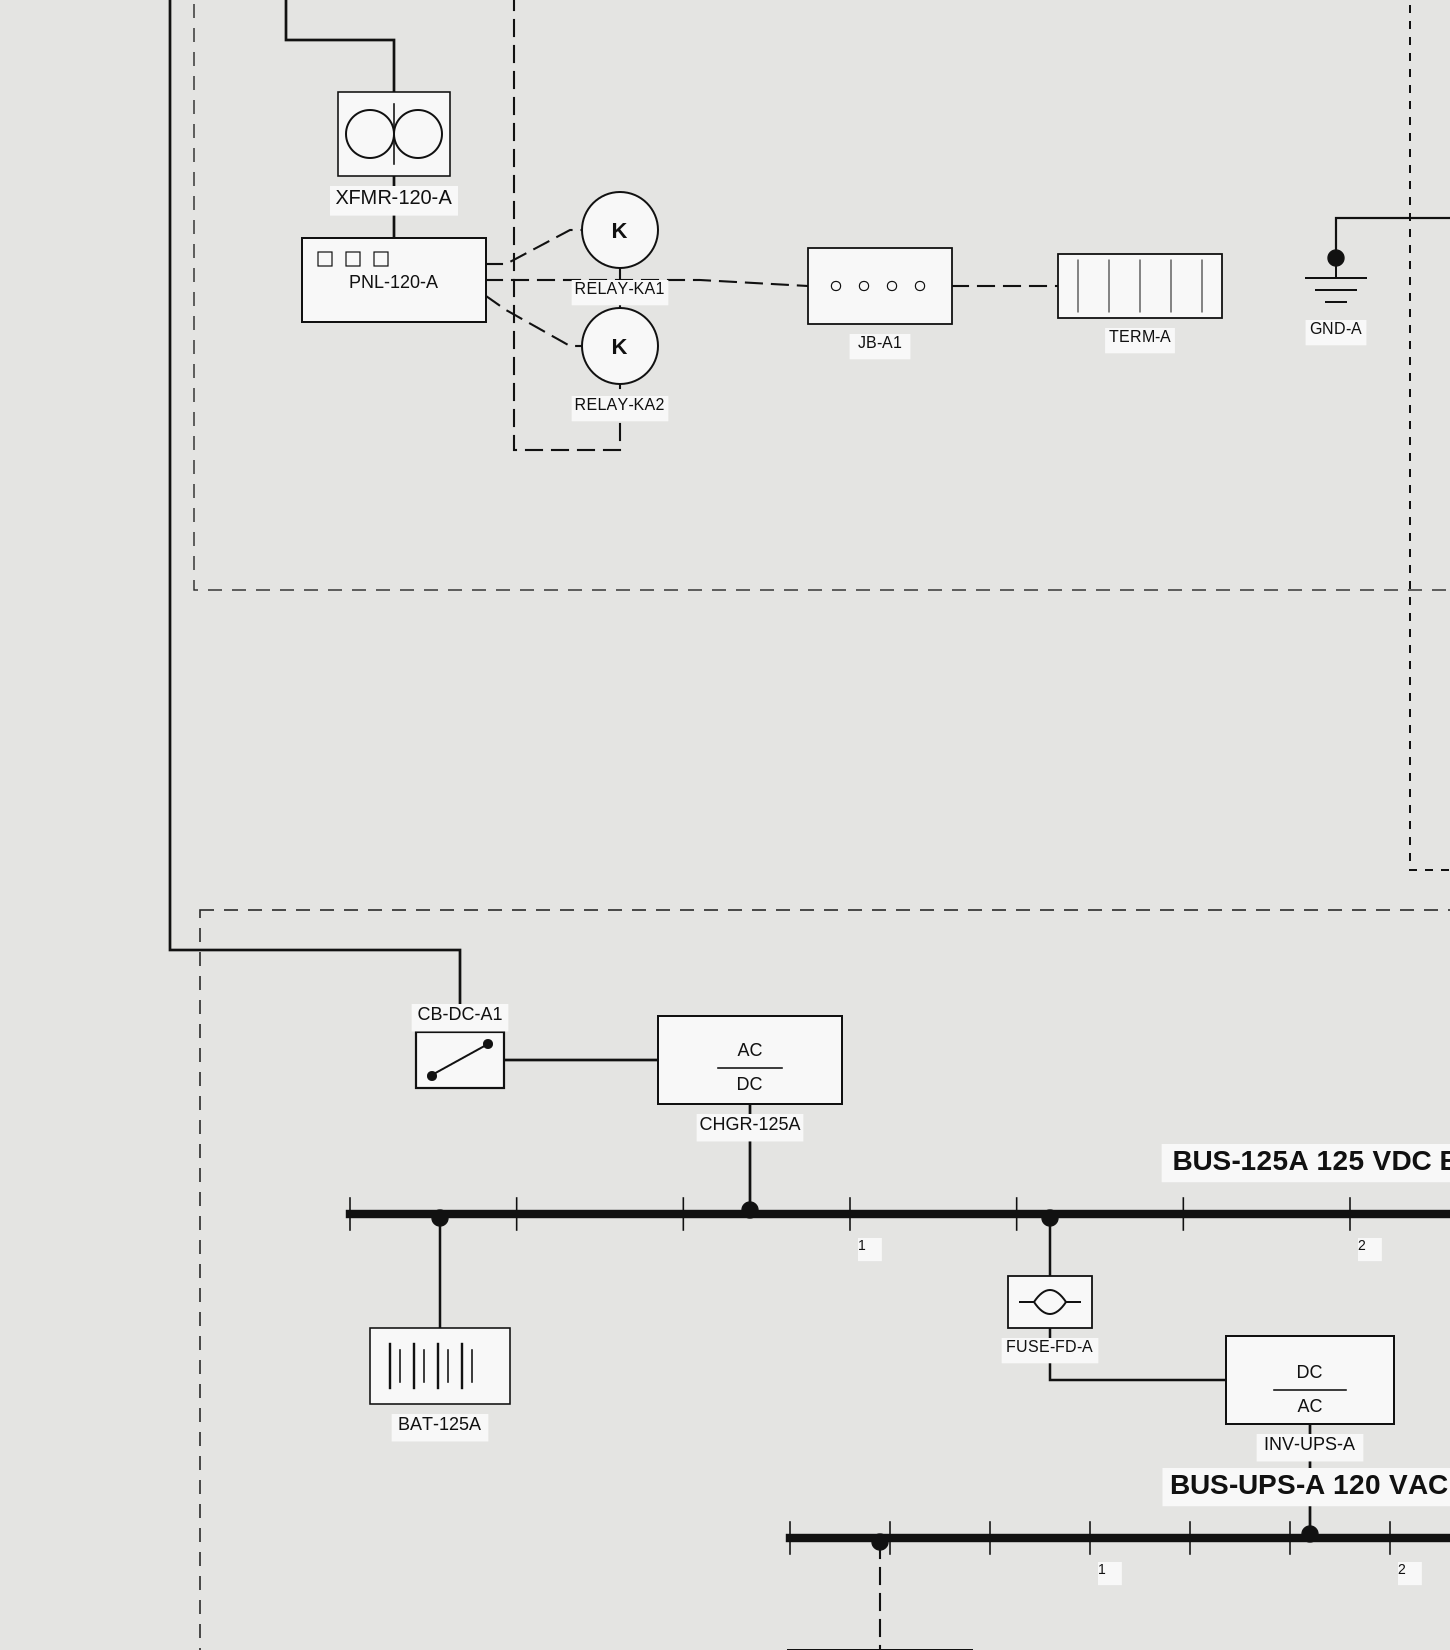 XFMR-120-A
PNL-120-A
K
RELAY-KA1
K
RELAY-KA2
JB-A1
TERM-A
GND-A
CB-DC-A1
AC
DC
CHGR-125A
BUS-125A 125 VDC
1
2
FUSE-FD-A
DC
AC
BAT-125A
INV-UPS-A
BUS-UPS-A 120 VAC
1
2